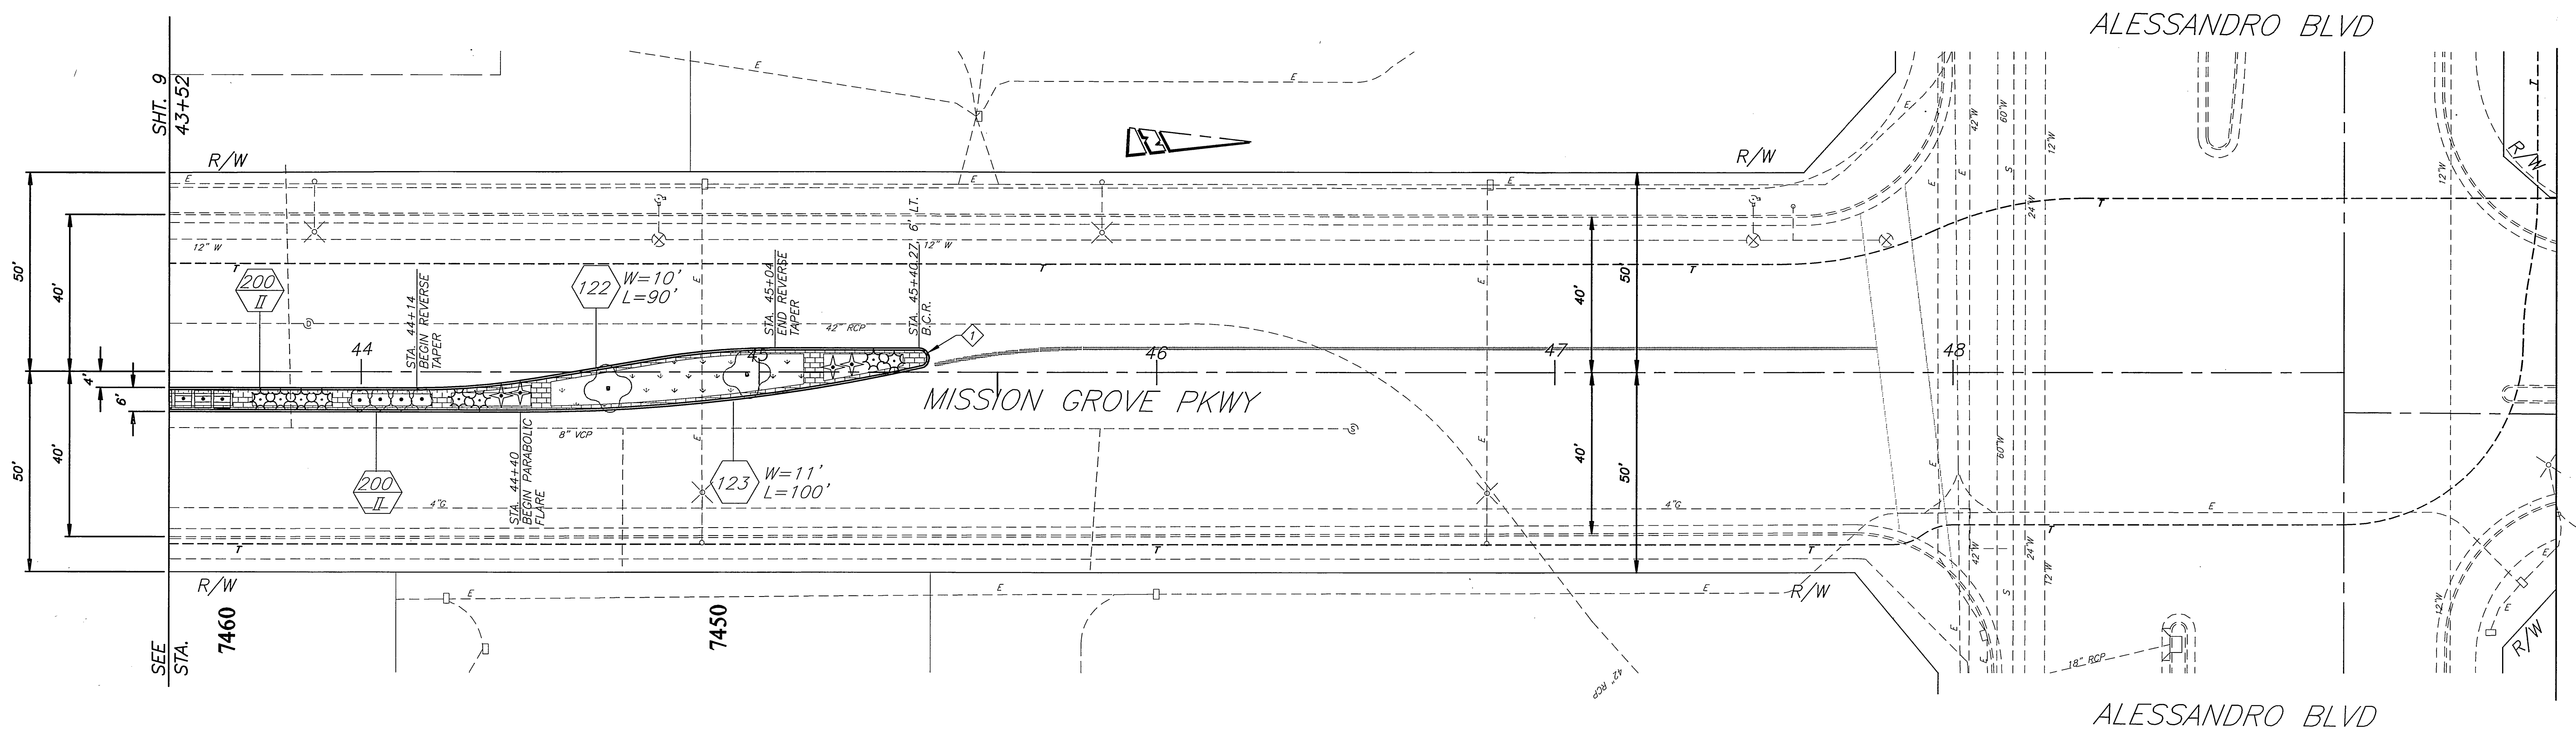 ALESSANDRO BLVD
SHT. 9
43+52
R/W
R/W
R/W
E
E
E
E
E
E
E
E
E
42"W
60"W
S
24"W
12"W
12"W
T
T
T
T
T
50'
40'
50'
40'
4'
6'
40'
50'
12" W
12" W
200
II
STA. 44+14
BEGIN REVERSE
TAPER
122
W=10'
L=90'
STA. 45+04
END REVERSE
TAPER
STA. 45+40.27, 6' LT.
B.C.R.
42" RCP
1
44
45
46
47
48
MISSION GROVE PKWY
8" VCP
S
E
E
E
200
II
STA. 44+40
BEGIN PARABOLIC
FLARE
123
W=11'
L=100'
40'
50'
40'
50'
4"G
4"G
60"W
E
T
T
T
T
42"W
24"W
12"W
12"W
S
E
E
R/W
R/W
R/W
E
E
E
E
E
7460
7450
SEE
STA.
42" RCP
18" RCP
ALESSANDRO BLVD